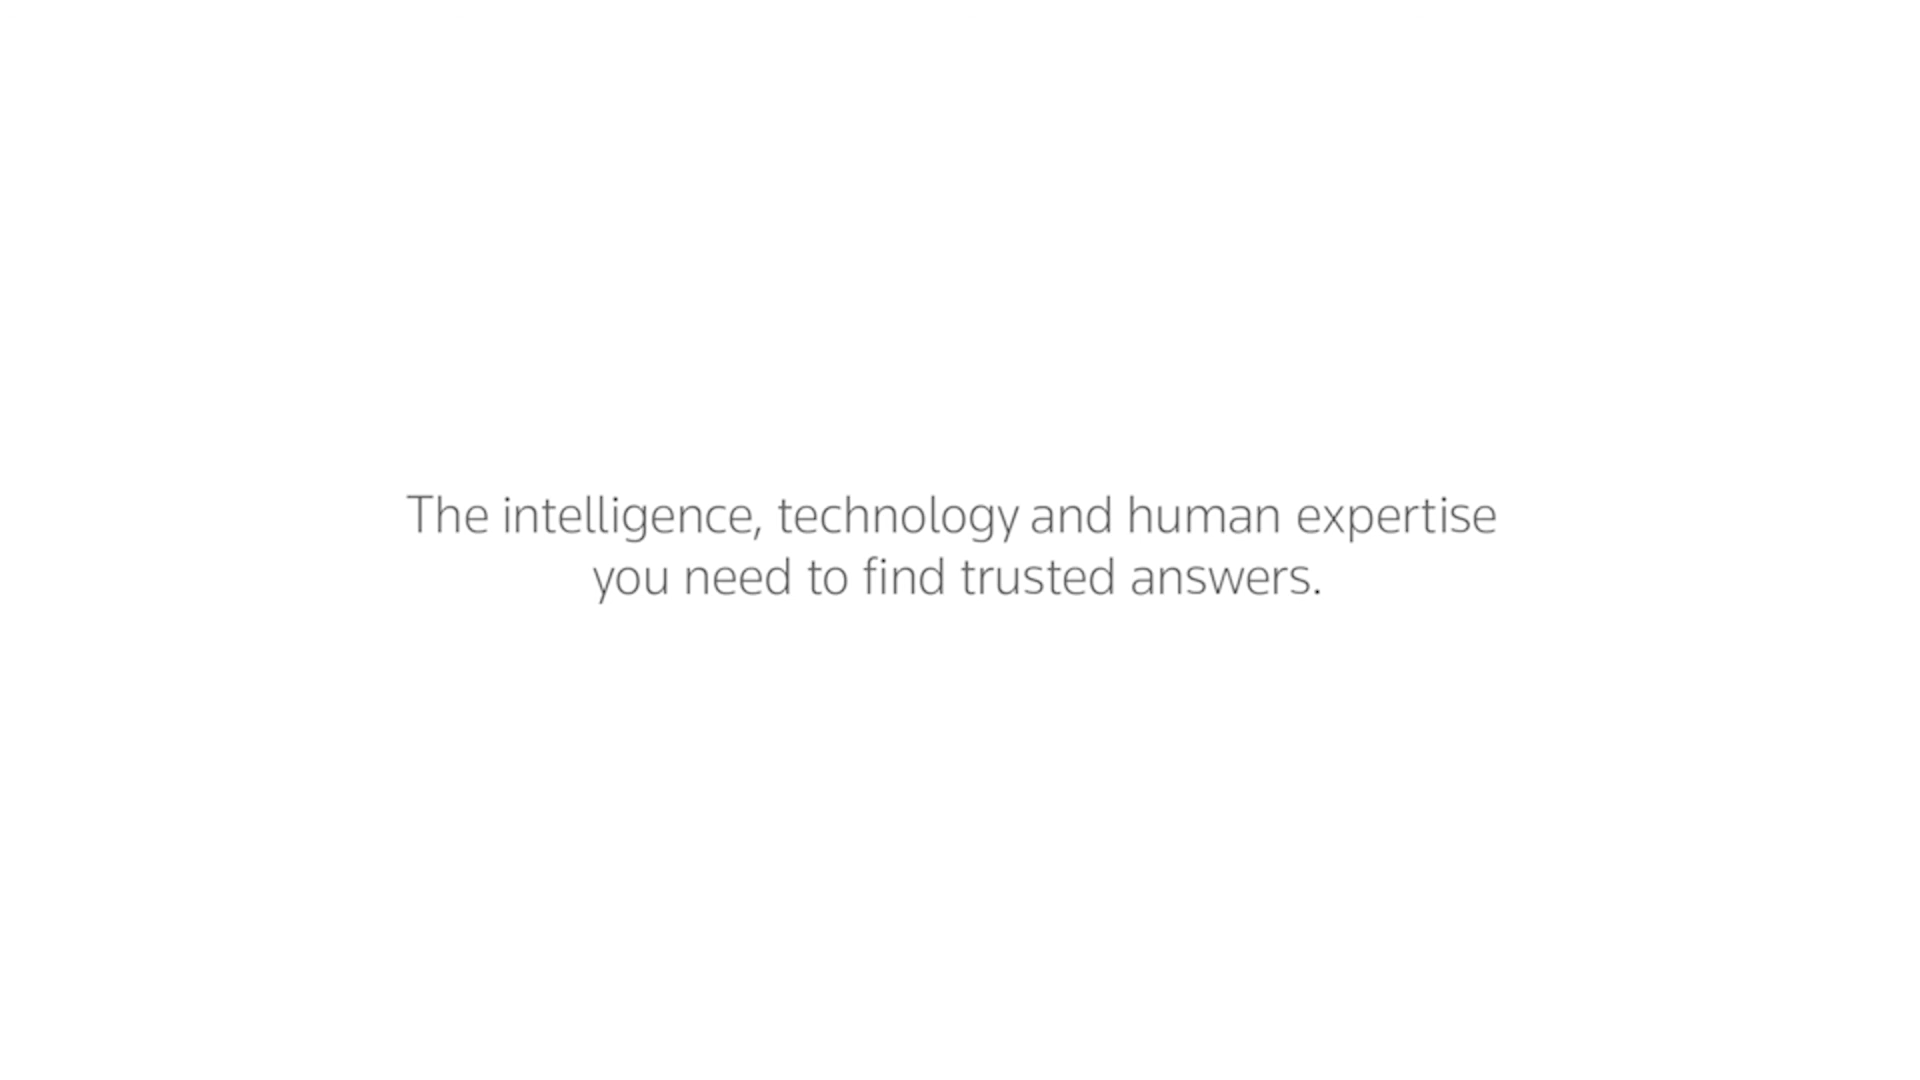 The intelligence, technology and human expertise
you need to find trusted answers.